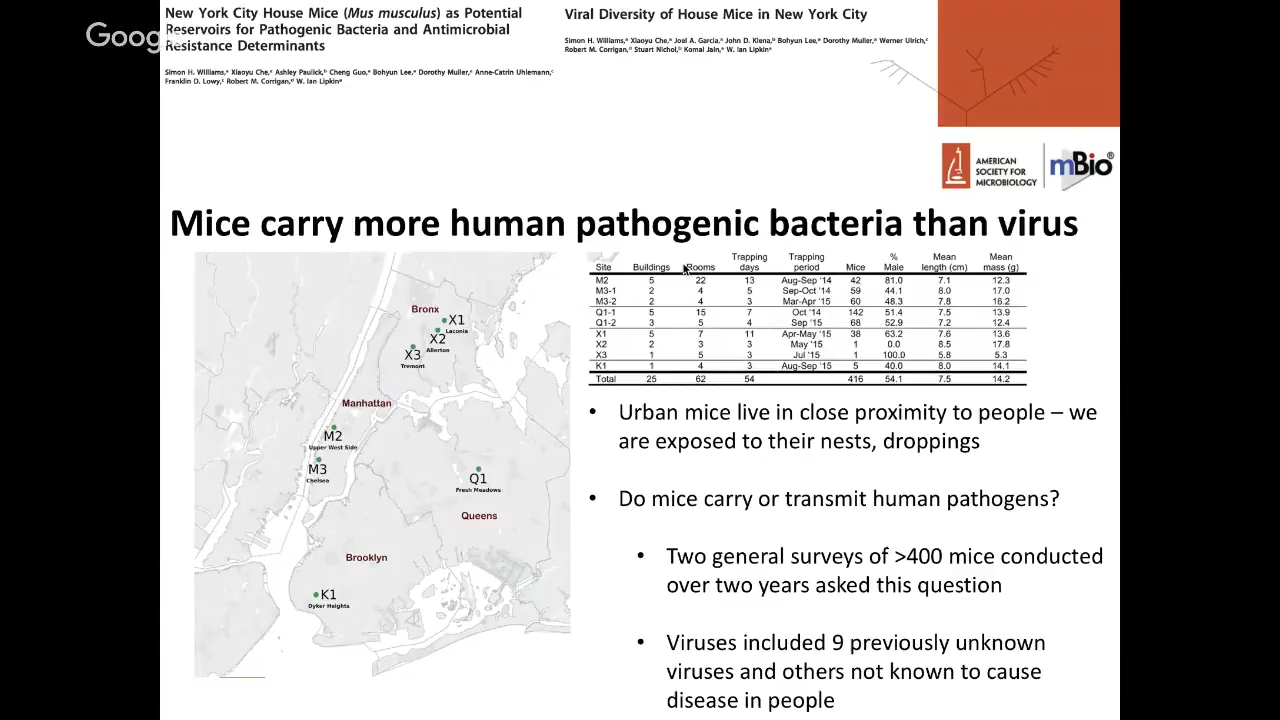 Google
New York City House Mice (Mus musculus) as Potential
Reservoirs for Pathogenic Bacteria and Antimicrobial
Resistance Determinants
Simon H. Williams,ª Xiaoyu Che,ª Ashley Paulick,ᵇ Cheng Guo,ª Bohyun Lee,ª Dorothy Muller,ª Anne-Catrin Uhlemann,ᶜ
Franklin D. Lowy,ᶜ Robert M. Corrigan,ᵈ W. Ian Lipkinª
Viral Diversity of House Mice in New York City
Simon H. Williams,ª Xiaoyu Che,ª Joel A. Garcia,ª John D. Klena,ᵇ Bohyun Lee,ª Dorothy Muller,ª Werner Ulrich,ᶜ
Robert M. Corrigan,ᵈ Stuart Nichol,ᵇ Komal Jain,ª W. Ian Lipkinª
AMERICAN
SOCIETY FOR
MICROBIOLOGY
mBio®
Mice carry more human pathogenic bacteria than virus
Bronx
X1
Laconia
X2
Allerton
X3
Tremont
Manhattan
M2
Upper West Side
M3
Chelsea
Q1
Fresh Meadows
Queens
Brooklyn
K1
Dyker Heights
Site Buildings Rooms Trapping days Trapping period Mice % Male Mean length (cm) Mean mass (g)
M2 5 22 13 Aug-Sep '14 42 81.0 7.1 12.3
M3-1 2 4 5 Sep-Oct '14 59 44.1 8.0 17.0
M3-2 2 4 3 Mar-Apr '15 60 48.3 7.8 16.2
Q1-1 5 15 7 Oct '14 142 51.4 7.5 13.9
Q1-2 3 5 4 Sep '15 68 52.9 7.2 12.4
X1 5 7 11 Apr-May '15 38 63.2 7.6 13.6
X2 2 3 3 May '15 1 0.0 8.5 17.8
X3 1 5 3 Jul '15 1 100.0 5.8 5.3
K1 1 4 3 Aug-Sep '15 5 40.0 8.0 14.1
Total 25 62 54 416 54.1 7.5 14.2
• Urban mice live in close proximity to people – we
are exposed to their nests, droppings
• Do mice carry or transmit human pathogens?
• Two general surveys of >400 mice conducted
over two years asked this question
• Viruses included 9 previously unknown
viruses and others not known to cause
disease in people